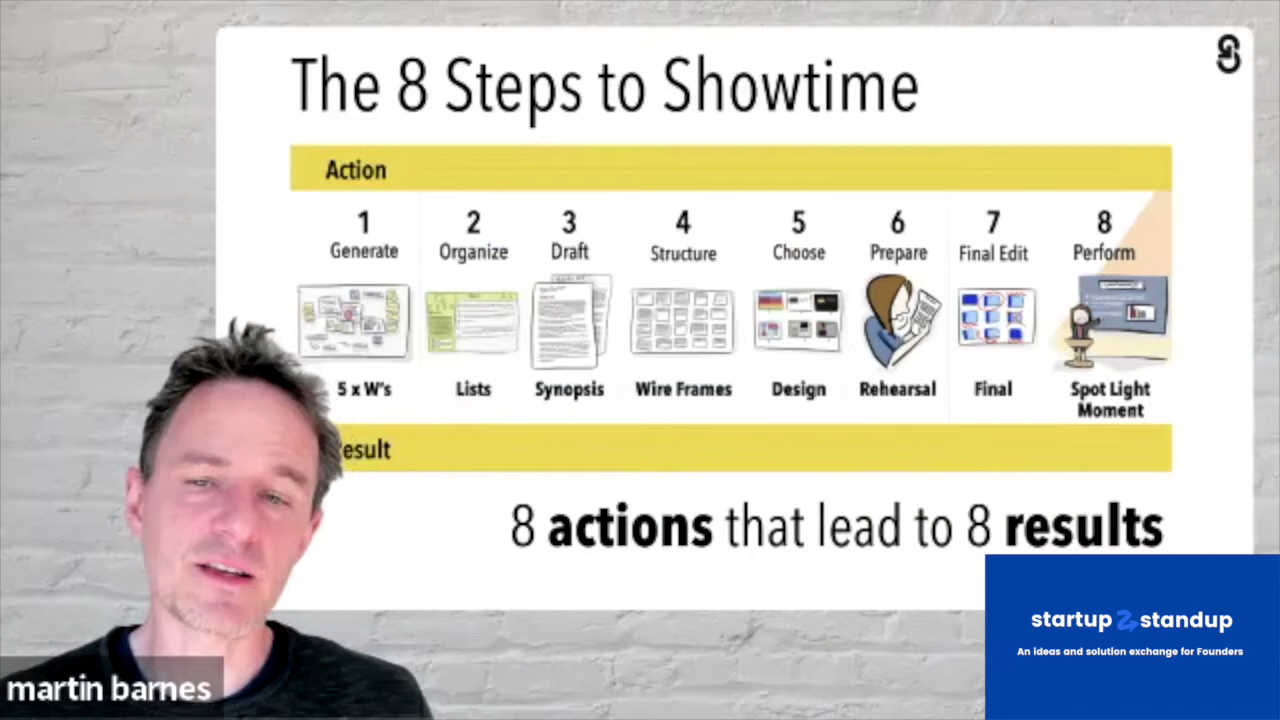 The 8 Steps to Showtime
Action
1 2 3 4 5 6 7 8
Generate Organize Draft Structure Choose Prepare Final Edit Perform
5 x W's Lists Synopsis Wire Frames Design Rehearsal Final Spot Light
Moment
esult
8 actions that lead to 8 results
startup 2 standup
An ideas and solution exchange for Founders
martin barnes